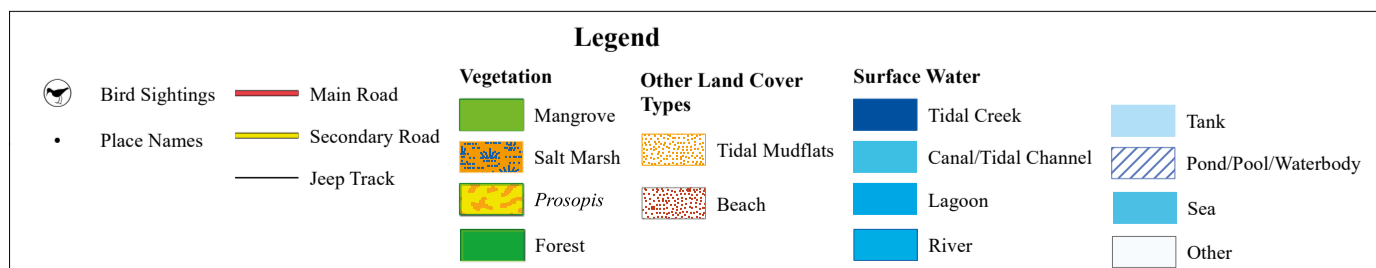 Legend
Bird Sightings
Place Names
Main Road
Secondary Road
Jeep Track
Vegetation
Mangrove
Salt Marsh
Prosopis
Forest
Other Land Cover
Types
Tidal Mudflats
Beach
Surface Water
Tidal Creek
Canal/Tidal Channel
Lagoon
River
Tank
Pond/Pool/Waterbody
Sea
Other